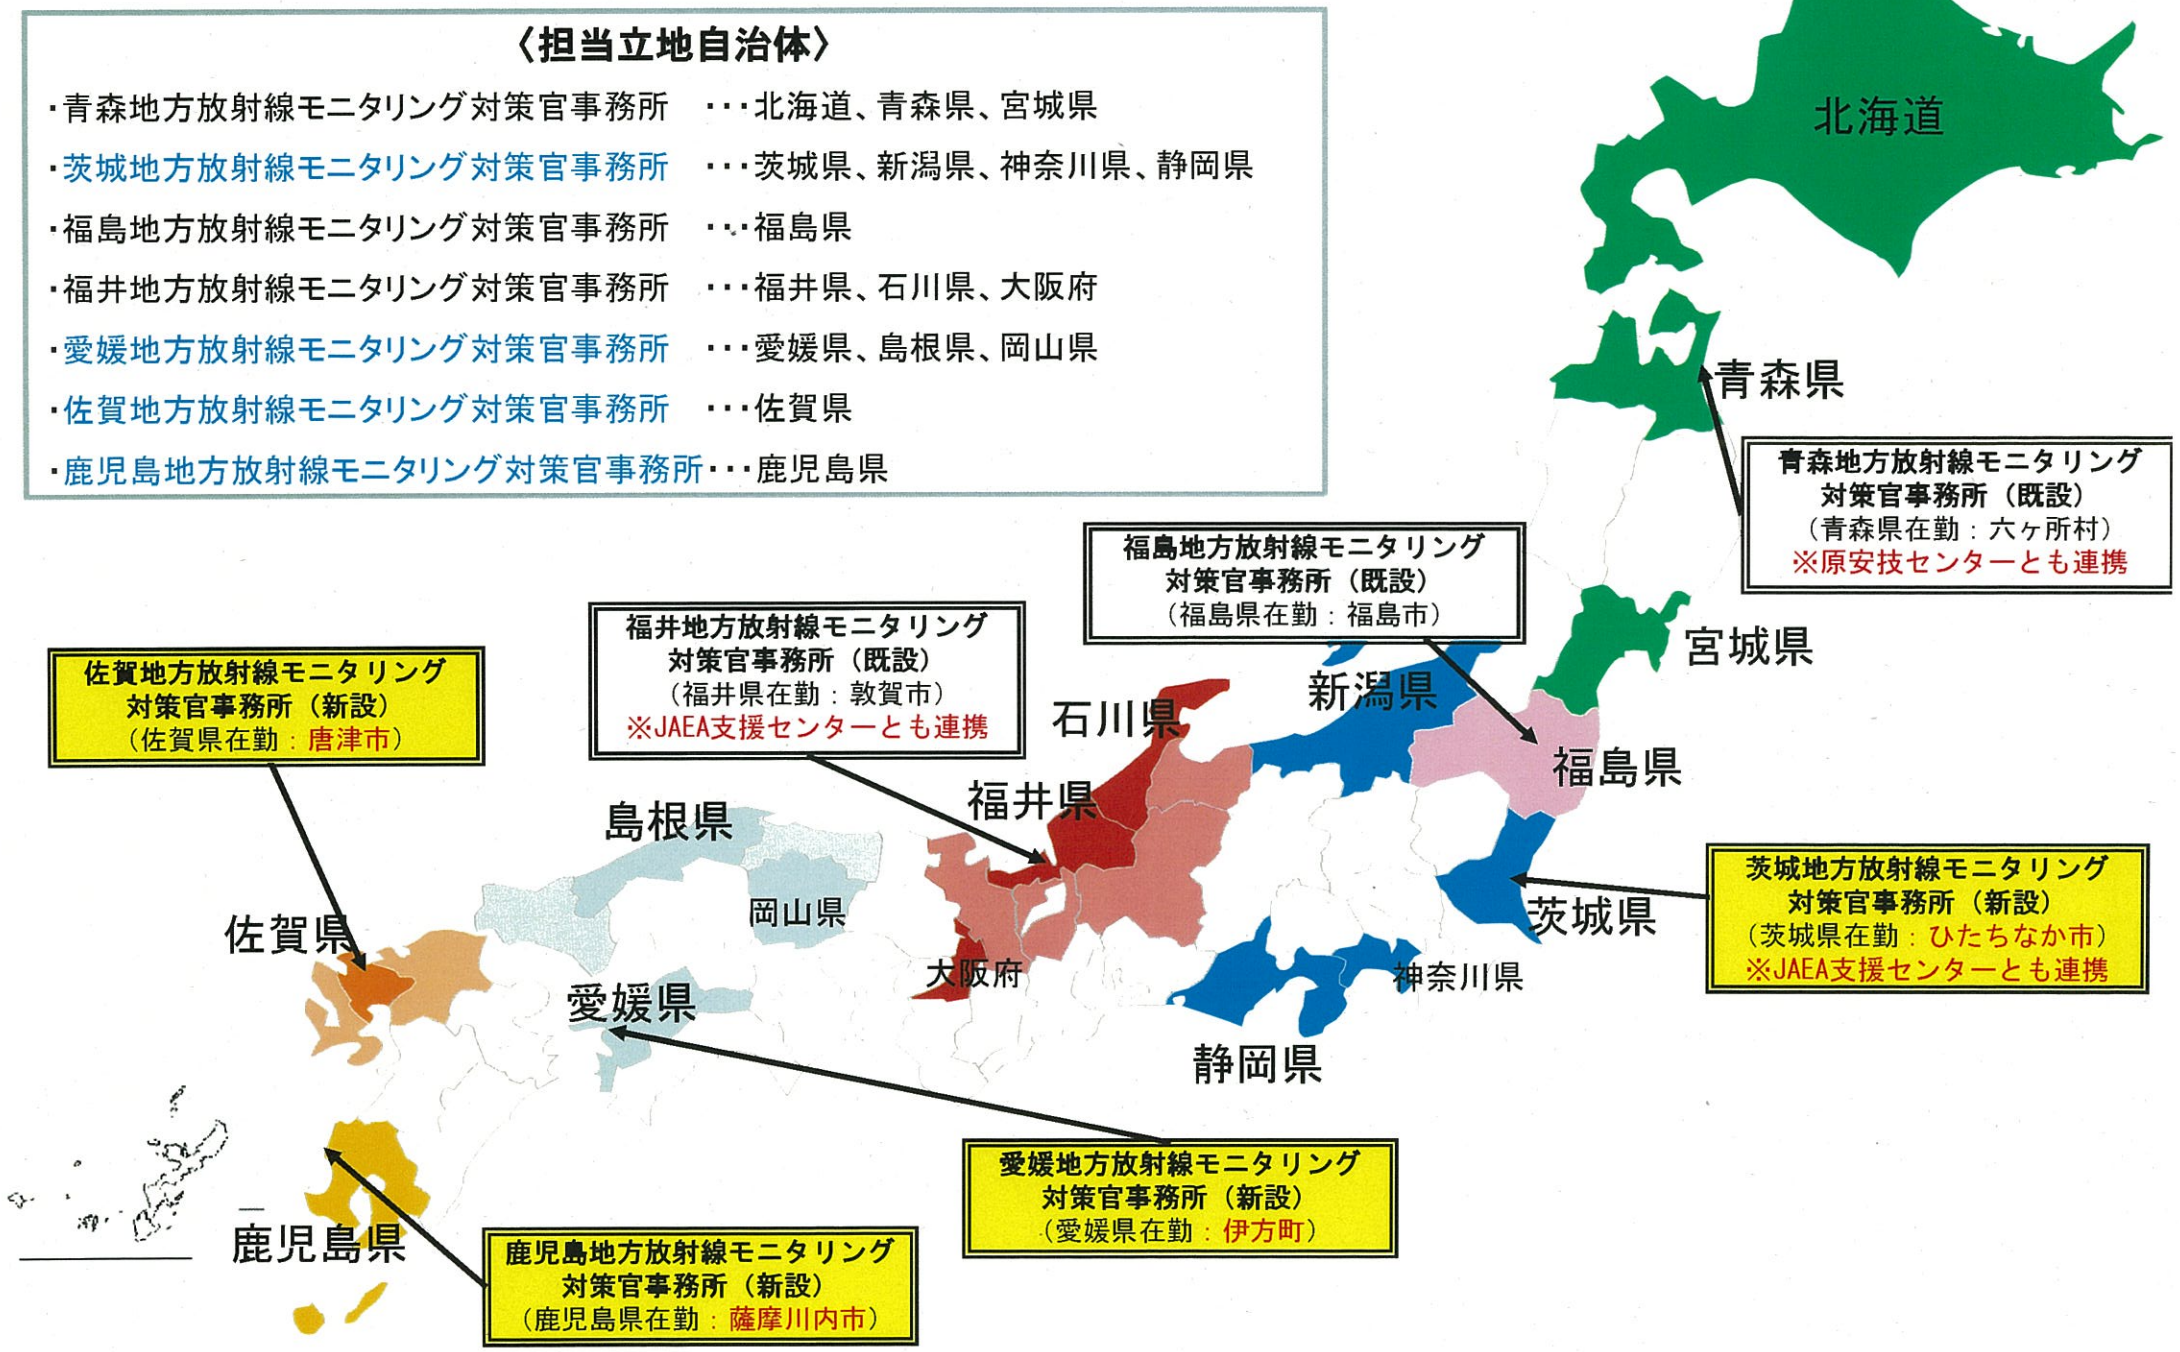 〈担当立地自治体〉
・青森地方放射線モニタリング対策官事務所 ・・・北海道、青森県、宮城県
・茨城地方放射線モニタリング対策官事務所 ・・・茨城県、新潟県、神奈川県、静岡県
・福島地方放射線モニタリング対策官事務所 ・・・福島県
・福井地方放射線モニタリング対策官事務所 ・・・福井県、石川県、大阪府
・愛媛地方放射線モニタリング対策官事務所 ・・・愛媛県、島根県、岡山県
・佐賀地方放射線モニタリング対策官事務所 ・・・佐賀県
・鹿児島地方放射線モニタリング対策官事務所・・・鹿児島県
北海道
青森県
青森地方放射線モニタリング
対策官事務所（既設）
（青森県在勤：六ヶ所村）
※原安技センターとも連携
福島地方放射線モニタリング
対策官事務所（既設）
（福島県在勤：福島市）
福井地方放射線モニタリング
対策官事務所（既設）
（福井県在勤：敦賀市）
※JAEA支援センターとも連携
佐賀地方放射線モニタリング
対策官事務所（新設）
（佐賀県在勤：唐津市）
宮城県
新潟県
石川県
福島県
福井県
島根県
岡山県
佐賀県
茨城地方放射線モニタリング
対策官事務所（新設）
（茨城県在勤：ひたちなか市）
※JAEA支援センターとも連携
茨城県
大阪府
神奈川県
愛媛県
静岡県
愛媛地方放射線モニタリング
対策官事務所（新設）
（愛媛県在勤：伊方町）
鹿児島県
鹿児島地方放射線モニタリング
対策官事務所（新設）
（鹿児島県在勤：薩摩川内市）